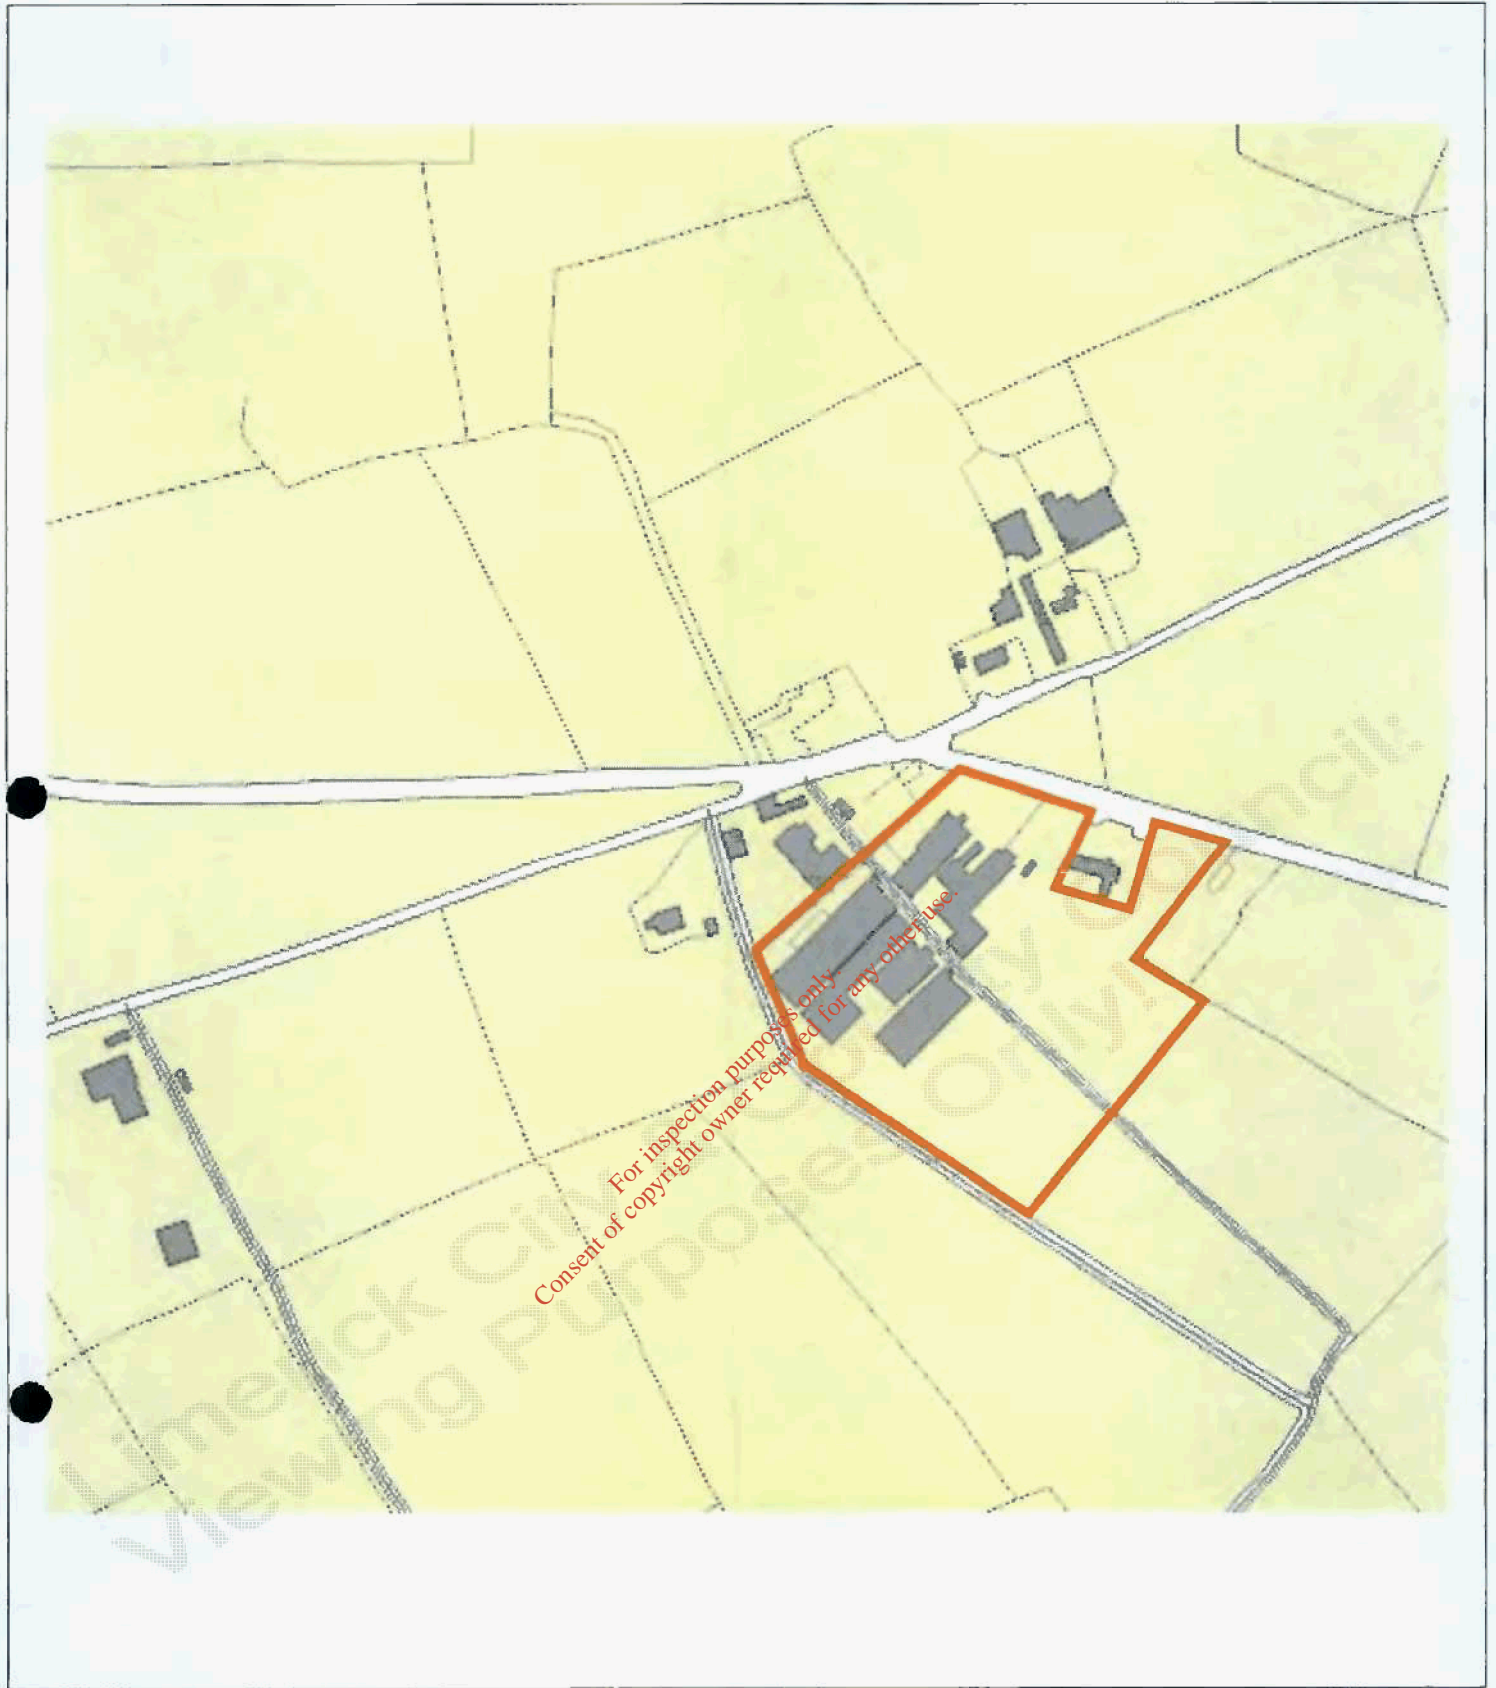 Limerick City & County Council:
Viewing Purposes Only!
For inspection purposes only.
Consent of copyright owner required for any other use.